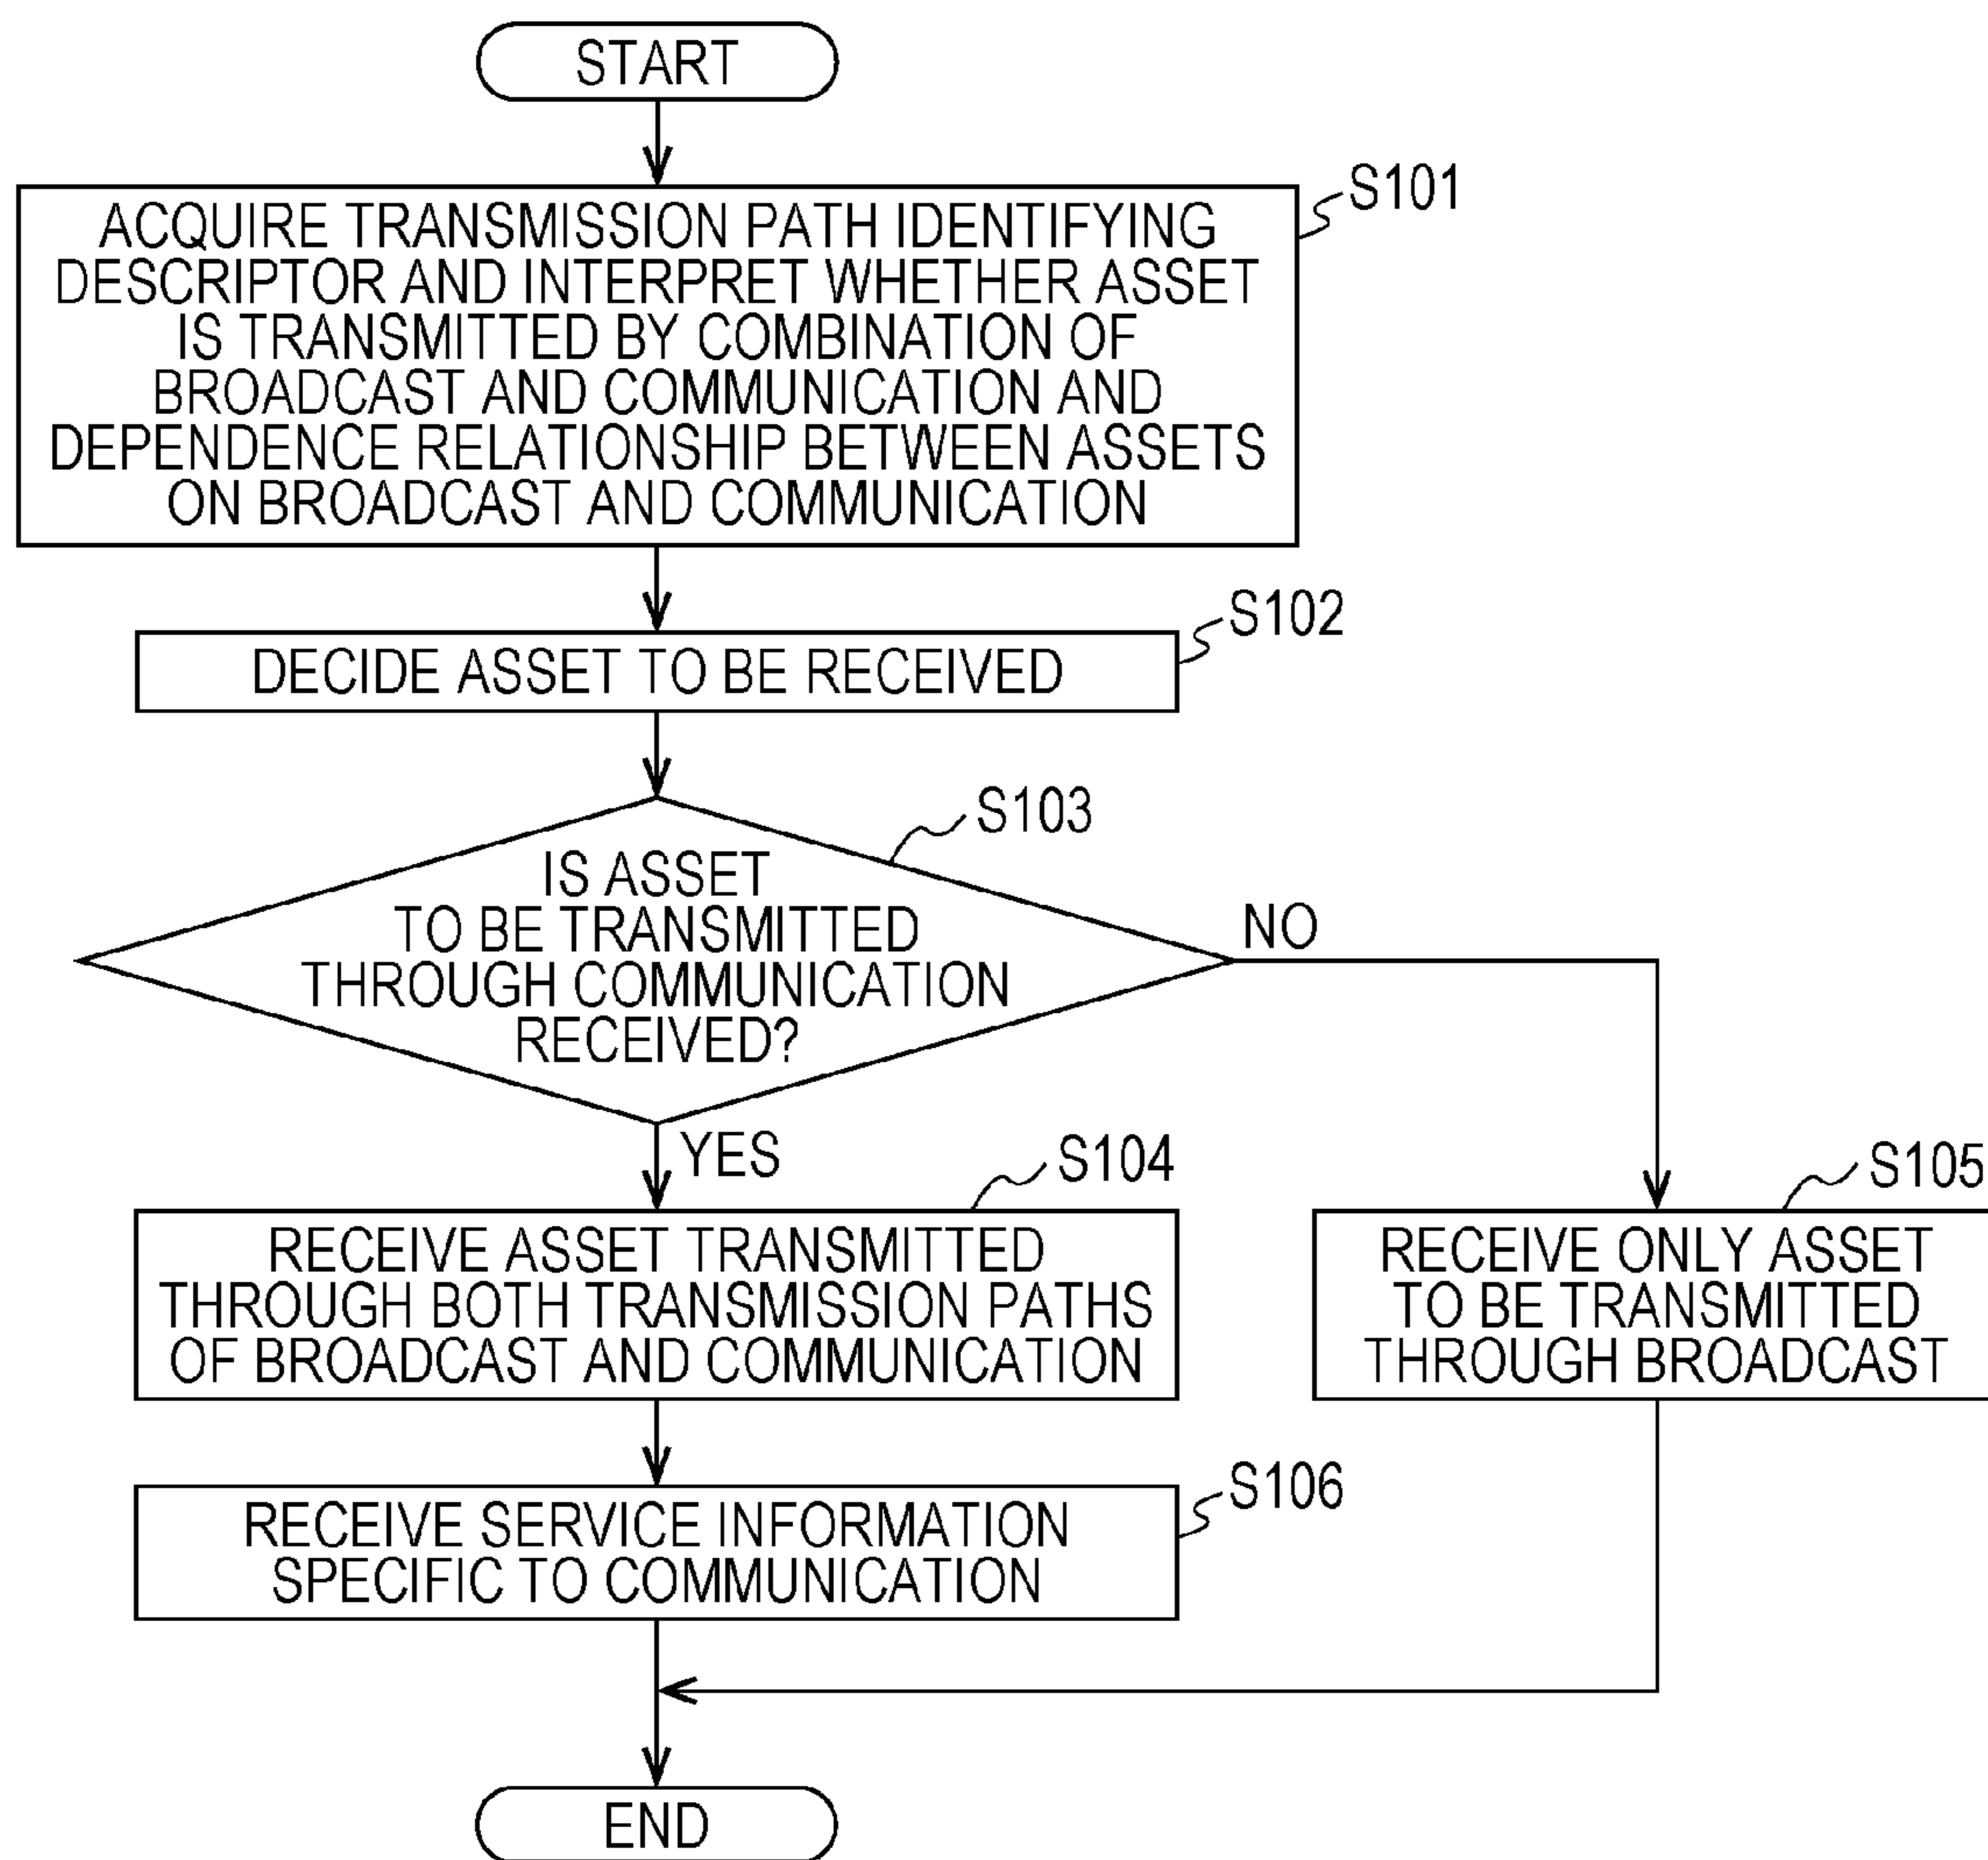 START
S101
ACQUIRE TRANSMISSION PATH IDENTIFYING
DESCRIPTOR AND INTERPRET WHETHER ASSET
IS TRANSMITTED BY COMBINATION OF
BROADCAST AND COMMUNICATION AND
DEPENDENCE RELATIONSHIP BETWEEN ASSETS
ON BROADCAST AND COMMUNICATION
S102
DECIDE ASSET TO BE RECEIVED
S103
IS ASSET
TO BE TRANSMITTED
THROUGH COMMUNICATION
RECEIVED?
NO
YES
S104
RECEIVE ASSET TRANSMITTED
THROUGH BOTH TRANSMISSION PATHS
OF BROADCAST AND COMMUNICATION
S105
RECEIVE ONLY ASSET
TO BE TRANSMITTED
THROUGH BROADCAST
S106
RECEIVE SERVICE INFORMATION
SPECIFIC TO COMMUNICATION
END